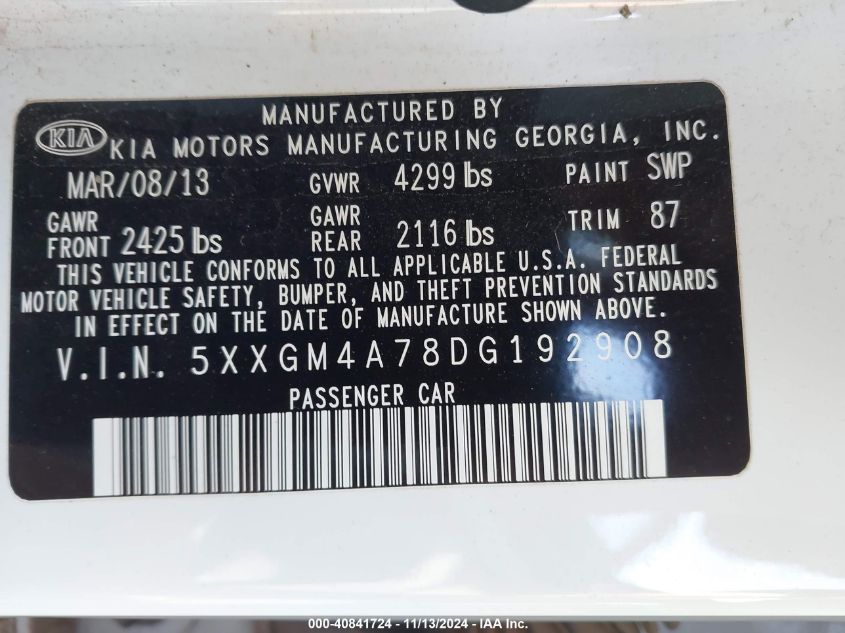 MANUFACTURED BY
KIA KIA MOTORS MANUFACTURING GEORGIA, INC.
MAR/08/13 GVWR 4299 lbs PAINT SWP
GAWR FRONT 2425 lbs GAWR REAR 2116 lbs TRIM 87
THIS VEHICLE CONFORMS TO ALL APPLICABLE U.S.A. FEDERAL
MOTOR VEHICLE SAFETY, BUMPER, AND THEFT PREVENTION STANDARDS
IN EFFECT ON THE DATE OF MANUFACTURE SHOWN ABOVE.
V.I.N. 5XXGM4A78DG192908
PASSENGER CAR
000-40841724 - 11/13/2024 - IAA Inc.